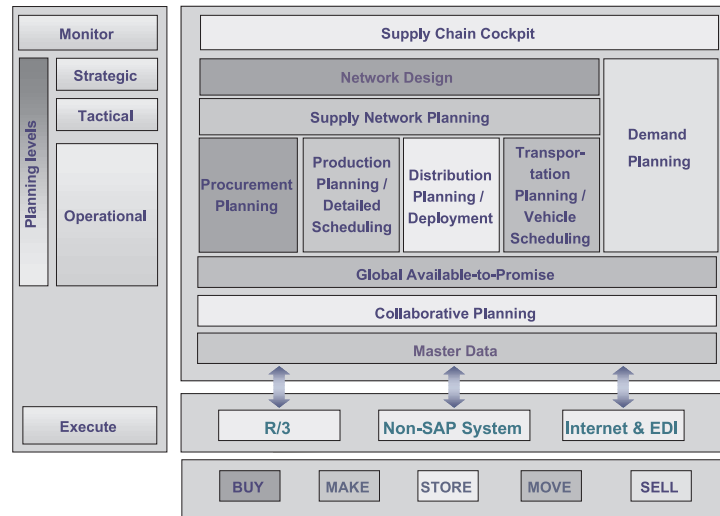 Monitor
Planning levels
Strategic
Tactical
Operational
Execute
Supply Chain Cockpit
Network Design
Supply Network Planning
Demand
Planning
Procurement
Planning
Production
Planning /
Detailed
Scheduling
Distribution
Planning /
Deployment
Transpor-
tation
Planning /
Vehicle
Scheduling
Global Available-to-Promise
Collaborative Planning
Master Data
R/3
Non-SAP System
Internet & EDI
BUY
MAKE
STORE
MOVE
SELL